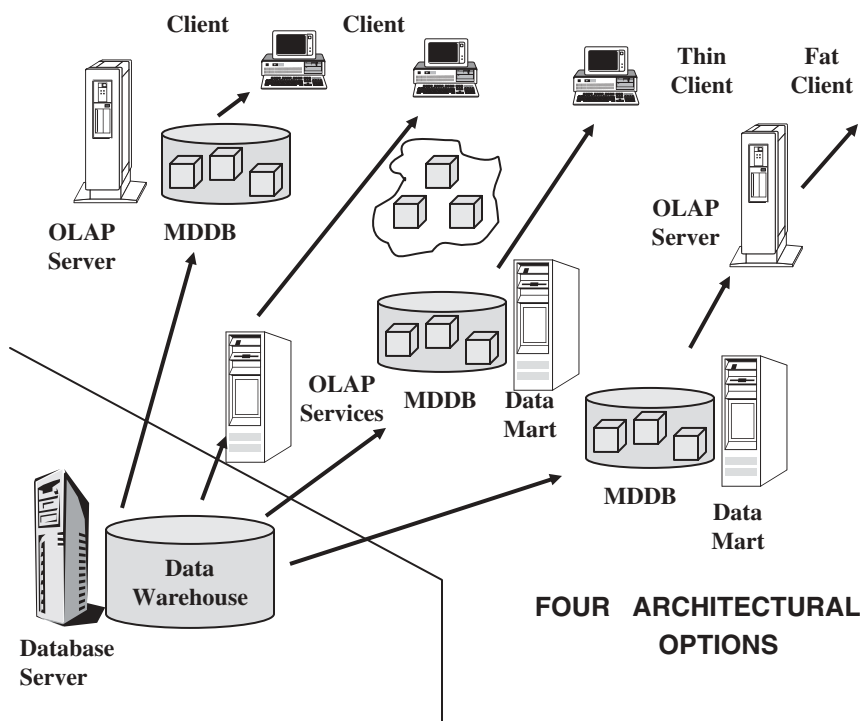 Client
Client
Thin
Client
Fat
Client
OLAP
Server
MDDB
OLAP
Server
OLAP
Services
MDDB
Data
Mart
MDDB
Data
Mart
Data
Warehouse
Database
Server
FOUR ARCHITECTURAL
OPTIONS